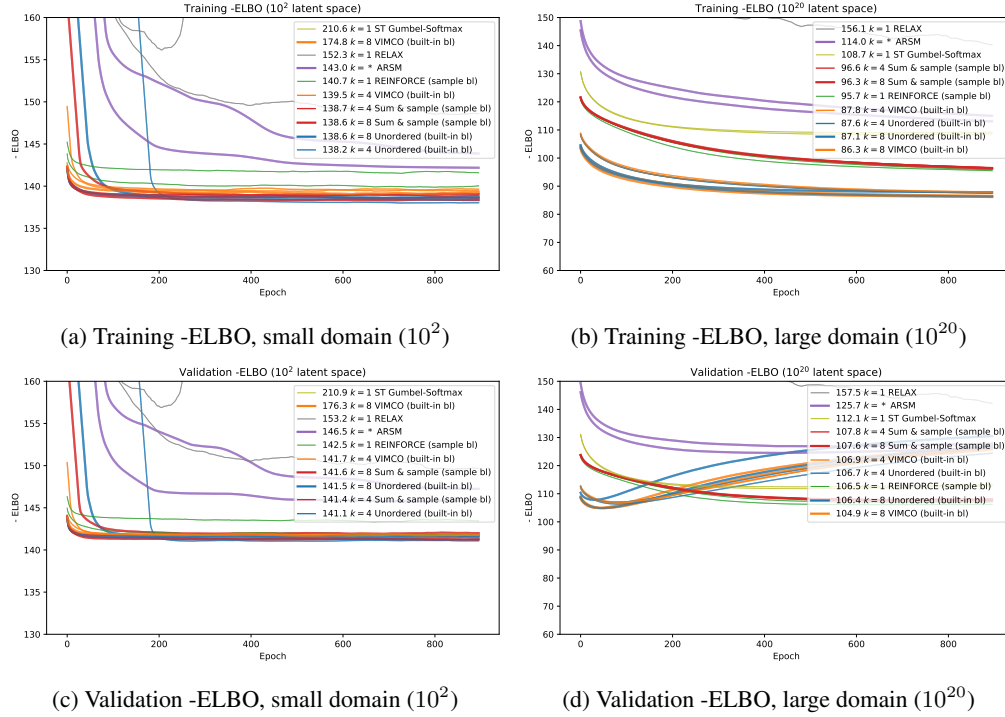 Training -ELBO (10² latent space)
- ELBO
160
155
150
145
140
135
130
0
200
400
600
800
Epoch
210.6 k = 1 ST Gumbel-Softmax
174.8 k = 8 VIMCO (built-in bl)
152.3 k = 1 RELAX
143.0 k = * ARSM
140.7 k = 1 REINFORCE (sample bl)
139.5 k = 4 VIMCO (built-in bl)
138.7 k = 4 Sum & sample (sample bl)
138.6 k = 8 Sum & sample (sample bl)
138.6 k = 8 Unordered (built-in bl)
138.2 k = 4 Unordered (built-in bl)
(a) Training -ELBO, small domain (10²)
Training -ELBO (10²⁰ latent space)
- ELBO
150
140
130
120
110
100
90
80
70
60
0
200
400
600
800
Epoch
156.1 k = 1 RELAX
114.0 k = * ARSM
108.7 k = 1 ST Gumbel-Softmax
96.6 k = 4 Sum & sample (sample bl)
96.3 k = 8 Sum & sample (sample bl)
95.7 k = 1 REINFORCE (sample bl)
87.8 k = 4 VIMCO (built-in bl)
87.6 k = 4 Unordered (built-in bl)
87.1 k = 8 Unordered (built-in bl)
86.3 k = 8 VIMCO (built-in bl)
(b) Training -ELBO, large domain (10²⁰)
Validation -ELBO (10² latent space)
- ELBO
160
155
150
145
140
135
130
0
200
400
600
800
Epoch
210.9 k = 1 ST Gumbel-Softmax
176.3 k = 8 VIMCO (built-in bl)
153.2 k = 1 RELAX
146.5 k = * ARSM
142.5 k = 1 REINFORCE (sample bl)
141.7 k = 4 VIMCO (built-in bl)
141.6 k = 8 Sum & sample (sample bl)
141.5 k = 8 Unordered (built-in bl)
141.4 k = 4 Sum & sample (sample bl)
141.1 k = 4 Unordered (built-in bl)
(c) Validation -ELBO, small domain (10²)
Validation -ELBO (10²⁰ latent space)
- ELBO
150
140
130
120
110
100
90
80
70
60
0
200
400
600
800
Epoch
157.5 k = 1 RELAX
125.7 k = * ARSM
112.1 k = 1 ST Gumbel-Softmax
107.8 k = 4 Sum & sample (sample bl)
107.6 k = 8 Sum & sample (sample bl)
106.9 k = 4 VIMCO (built-in bl)
106.7 k = 4 Unordered (built-in bl)
106.5 k = 1 REINFORCE (sample bl)
106.4 k = 8 Unordered (built-in bl)
104.9 k = 8 VIMCO (built-in bl)
(d) Validation -ELBO, large domain (10²⁰)